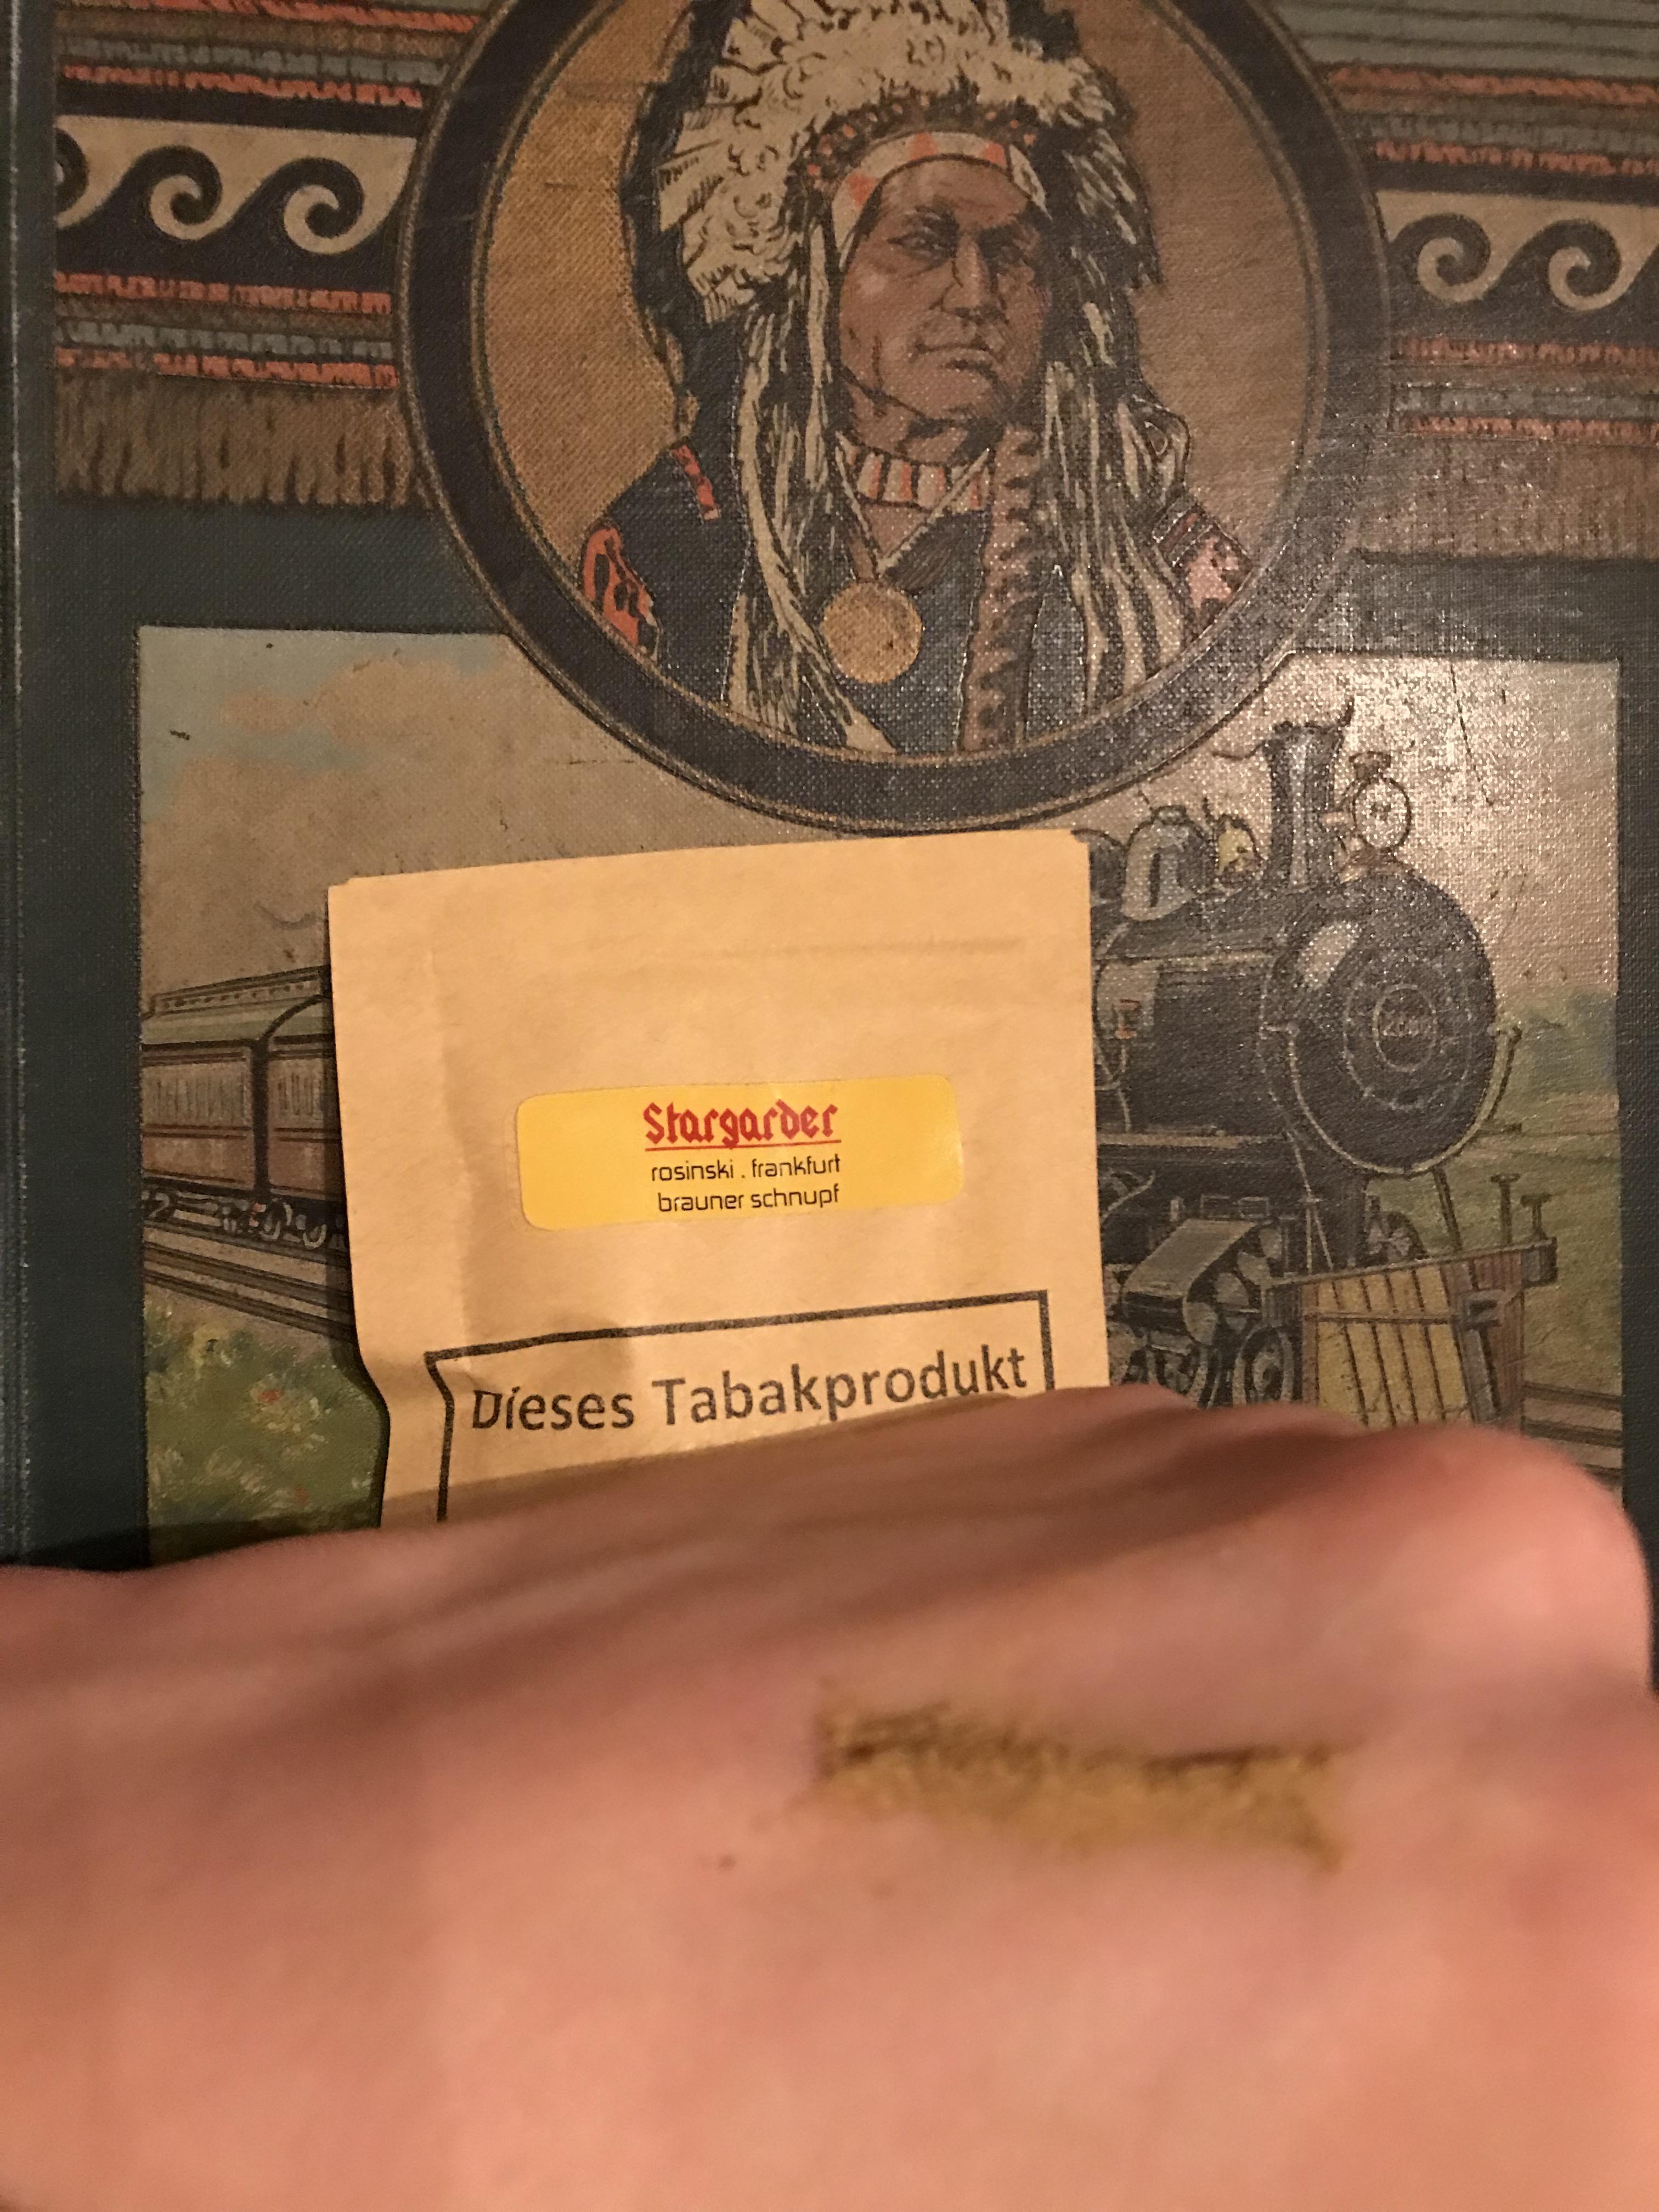 Stargarder
rosinski . frankfurt
brauner schnupf
Dieses Tabakprodukt